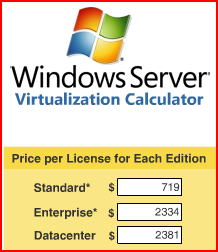 Windows Server®
Virtualization Calculator
Price per License for Each Edition
Standard* $ 719
Enterprise* $ 2334
Datacenter $ 2381